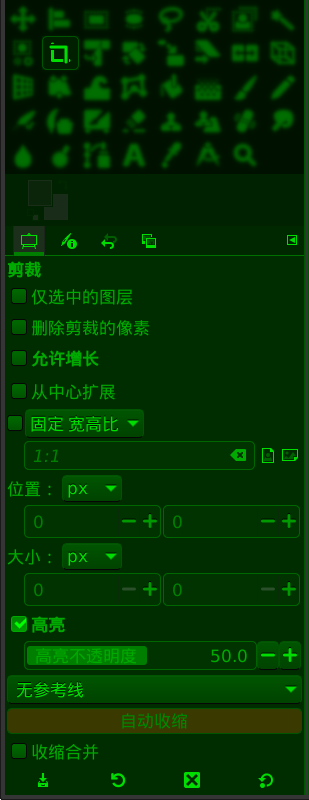 剪裁
仅选中的图层
删除剪裁的像素
允许增长
从中心扩展
固定 宽高比
1:1
位置： px
0 0
大小： px
0 0
高亮
高亮不透明度 50.0
无参考线
自动收缩
收缩合并